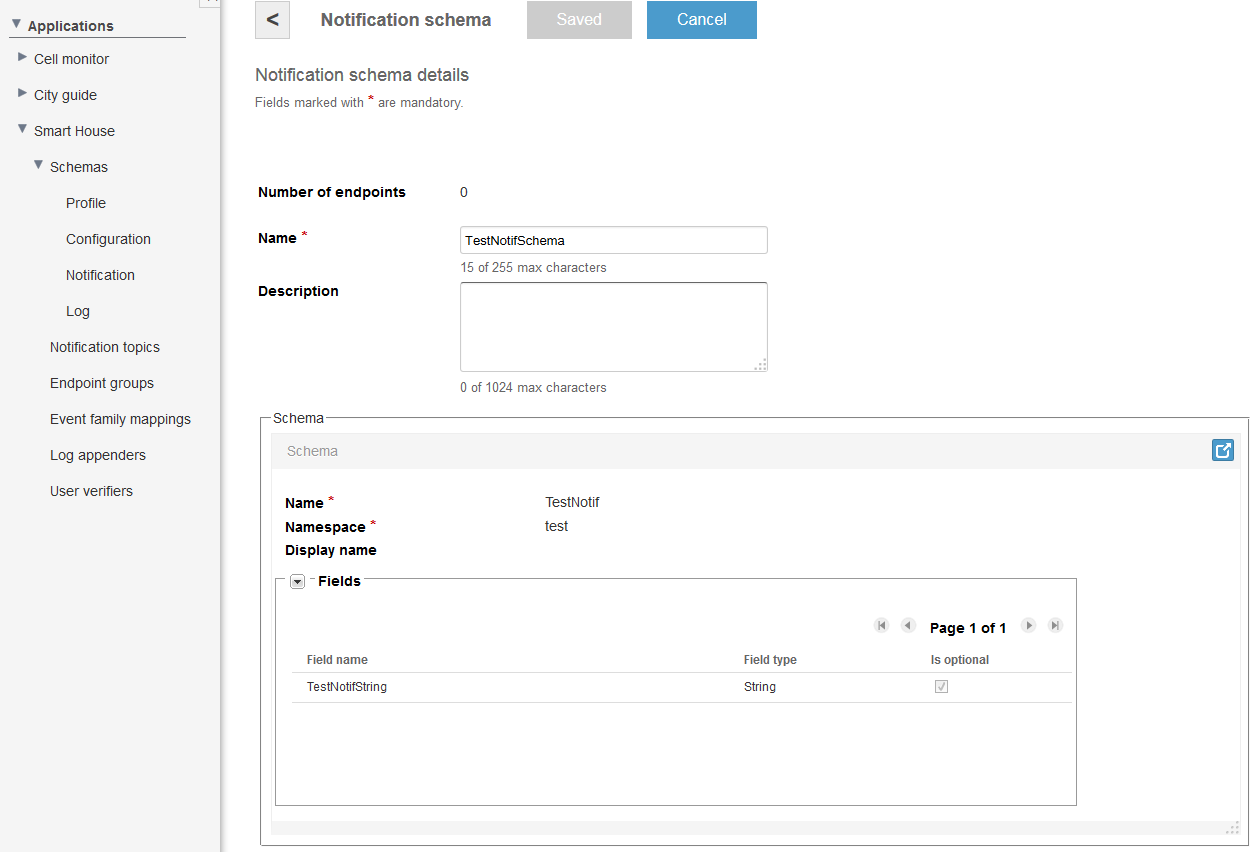 Applications
Cell monitor
City guide
Smart House
Schemas
Profile
Configuration
Notification
Log
Notification topics
Endpoint groups
Event family mappings
Log appenders
User verifiers
< Notification schema Saved Cancel
Notification schema details
Fields marked with * are mandatory.
Number of endpoints 0
Name * TestNotifSchema
15 of 255 max characters
Description
0 of 1024 max characters
Schema
Schema
Name * TestNotif
Namespace * test
Display name
Fields
Page 1 of 1
Field name Field type Is optional
TestNotifString String